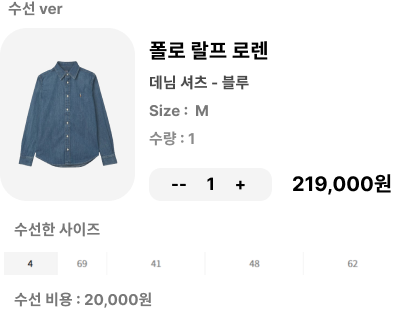 수선 ver
폴로 랄프 로렌
데님 셔츠 - 블루
Size : M
수량 : 1
-- 1 + 219,000원
수선한 사이즈
4 69 41 48 62
수선 비용 : 20,000원